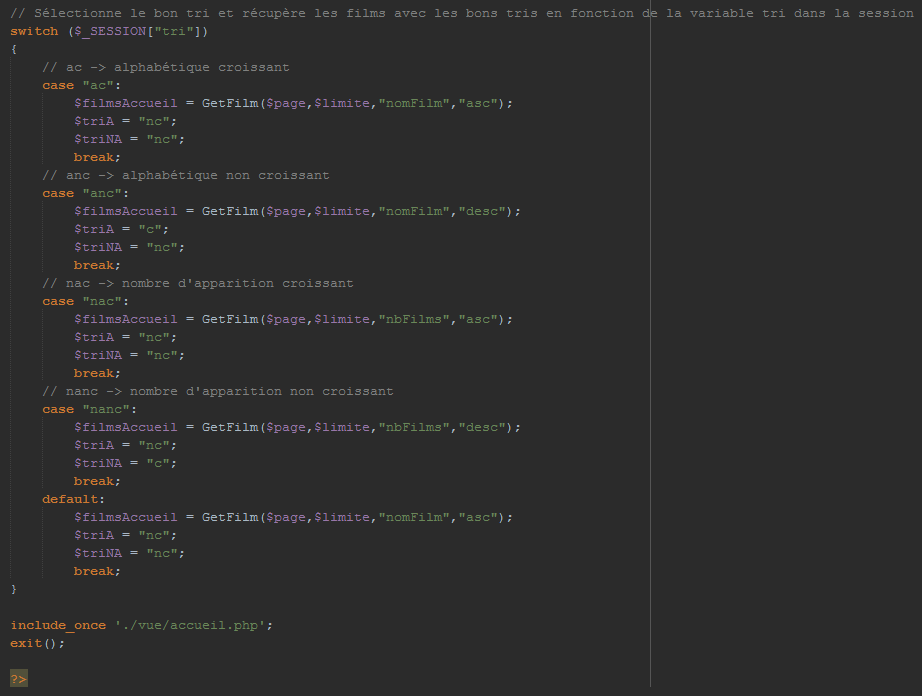 // Sélectionne le bon tri et récupère les films avec les bons tris en fonction de la variable tri dans la session
switch ($_SESSION["tri"])
{
    // ac -> alphabétique croissant
    case "ac":
        $filmsAccueil = GetFilm($page,$limite,"nomFilm","asc");
        $triA = "nc";
        $triNA = "nc";
        break;
    // anc -> alphabétique non croissant
    case "anc":
        $filmsAccueil = GetFilm($page,$limite,"nomFilm","desc");
        $triA = "c";
        $triNA = "nc";
        break;
    // nac -> nombre d'apparition croissant
    case "nac":
        $filmsAccueil = GetFilm($page,$limite,"nbFilms","asc");
        $triA = "nc";
        $triNA = "nc";
        break;
    // nanc -> nombre d'apparition non croissant
    case "nanc":
        $filmsAccueil = GetFilm($page,$limite,"nbFilms","desc");
        $triA = "nc";
        $triNA = "c";
        break;
    default:
        $filmsAccueil = GetFilm($page,$limite,"nomFilm","asc");
        $triA = "nc";
        $triNA = "nc";
        break;
}

include_once './vue/accueil.php';
exit();

?>